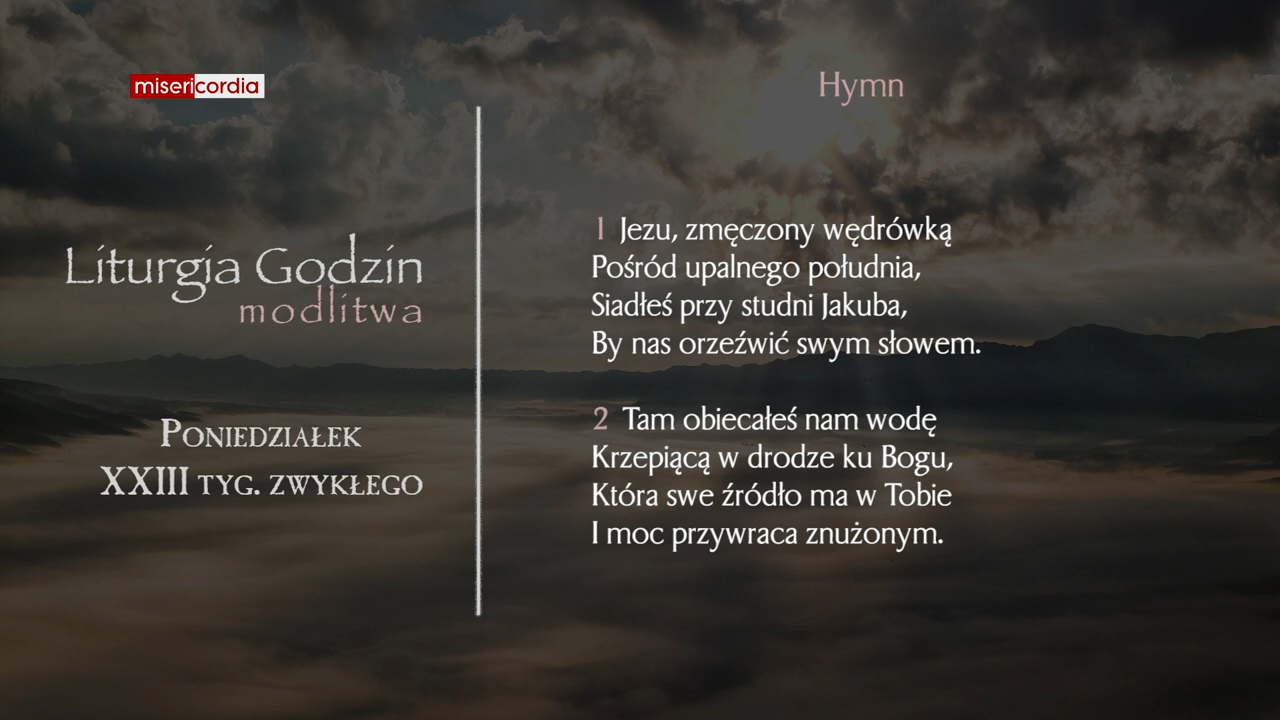 misericordia
Liturgia Godzin
modlitwa
Poniedziałek
XXIII tyg. zwykłego
Hymn
1 Jezu, zmęczony wędrówką
Pośród upalnego południa,
Siadłeś przy studni Jakuba,
By nas orzeźwić swym słowem.
2 Tam obiecałeś nam wodę
Krzepiącą w drodze ku Bogu,
Która swe źródło ma w Tobie
I moc przywraca znużonym.